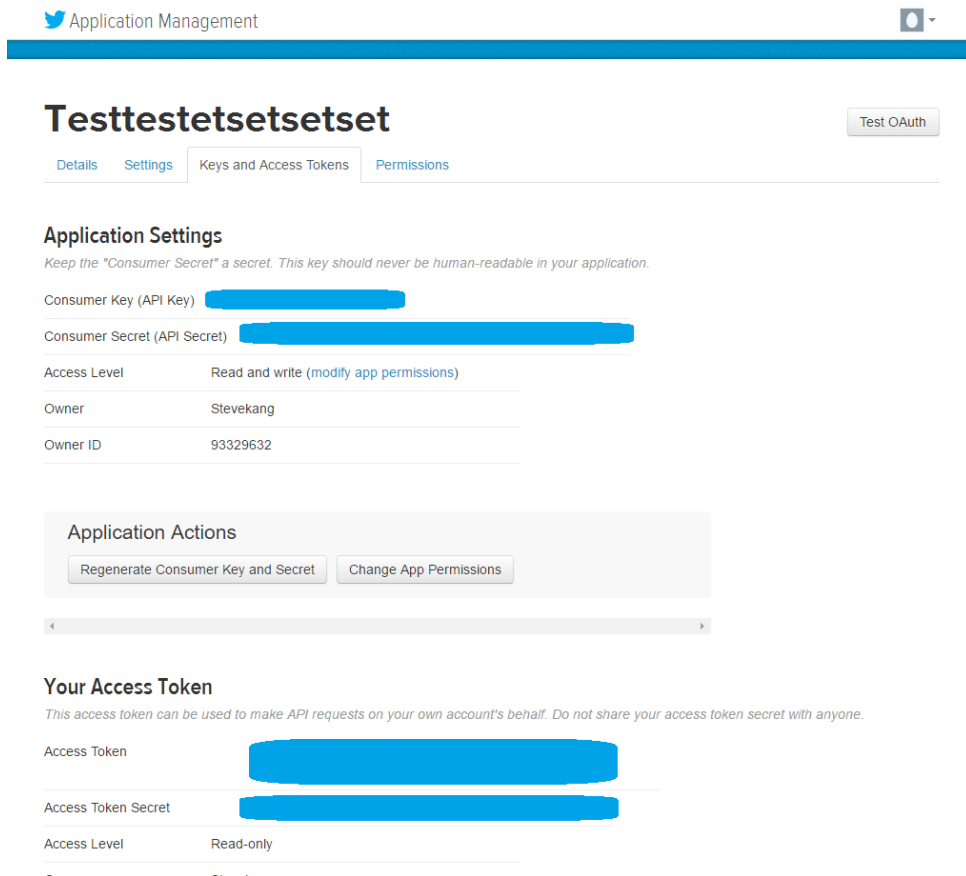 Application Management
Testtestetsetsetset
Test OAuth
Details Settings Keys and Access Tokens Permissions
Application Settings
Keep the "Consumer Secret" a secret. This key should never be human-readable in your application.
Consumer Key (API Key)
Consumer Secret (API Secret)
Access Level Read and write (modify app permissions)
Owner Stevekang
Owner ID 93329632
Application Actions
Regenerate Consumer Key and Secret Change App Permissions
Your Access Token
This access token can be used to make API requests on your own account's behalf. Do not share your access token secret with anyone.
Access Token
Access Token Secret
Access Level Read-only